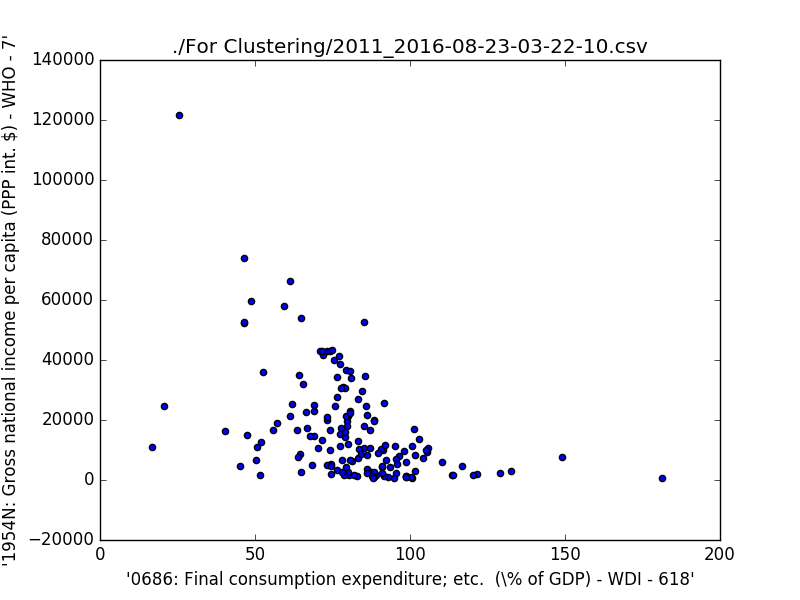 ./For Clustering/2011_2016-08-23-03-22-10.csv
'1954N: Gross national income per capita (PPP int. $) - WHO - 7'
140000
120000
100000
80000
60000
40000
20000
0
−20000
0 50 100 150 200
'0686: Final consumption expenditure; etc.  (\% of GDP) - WDI - 618'